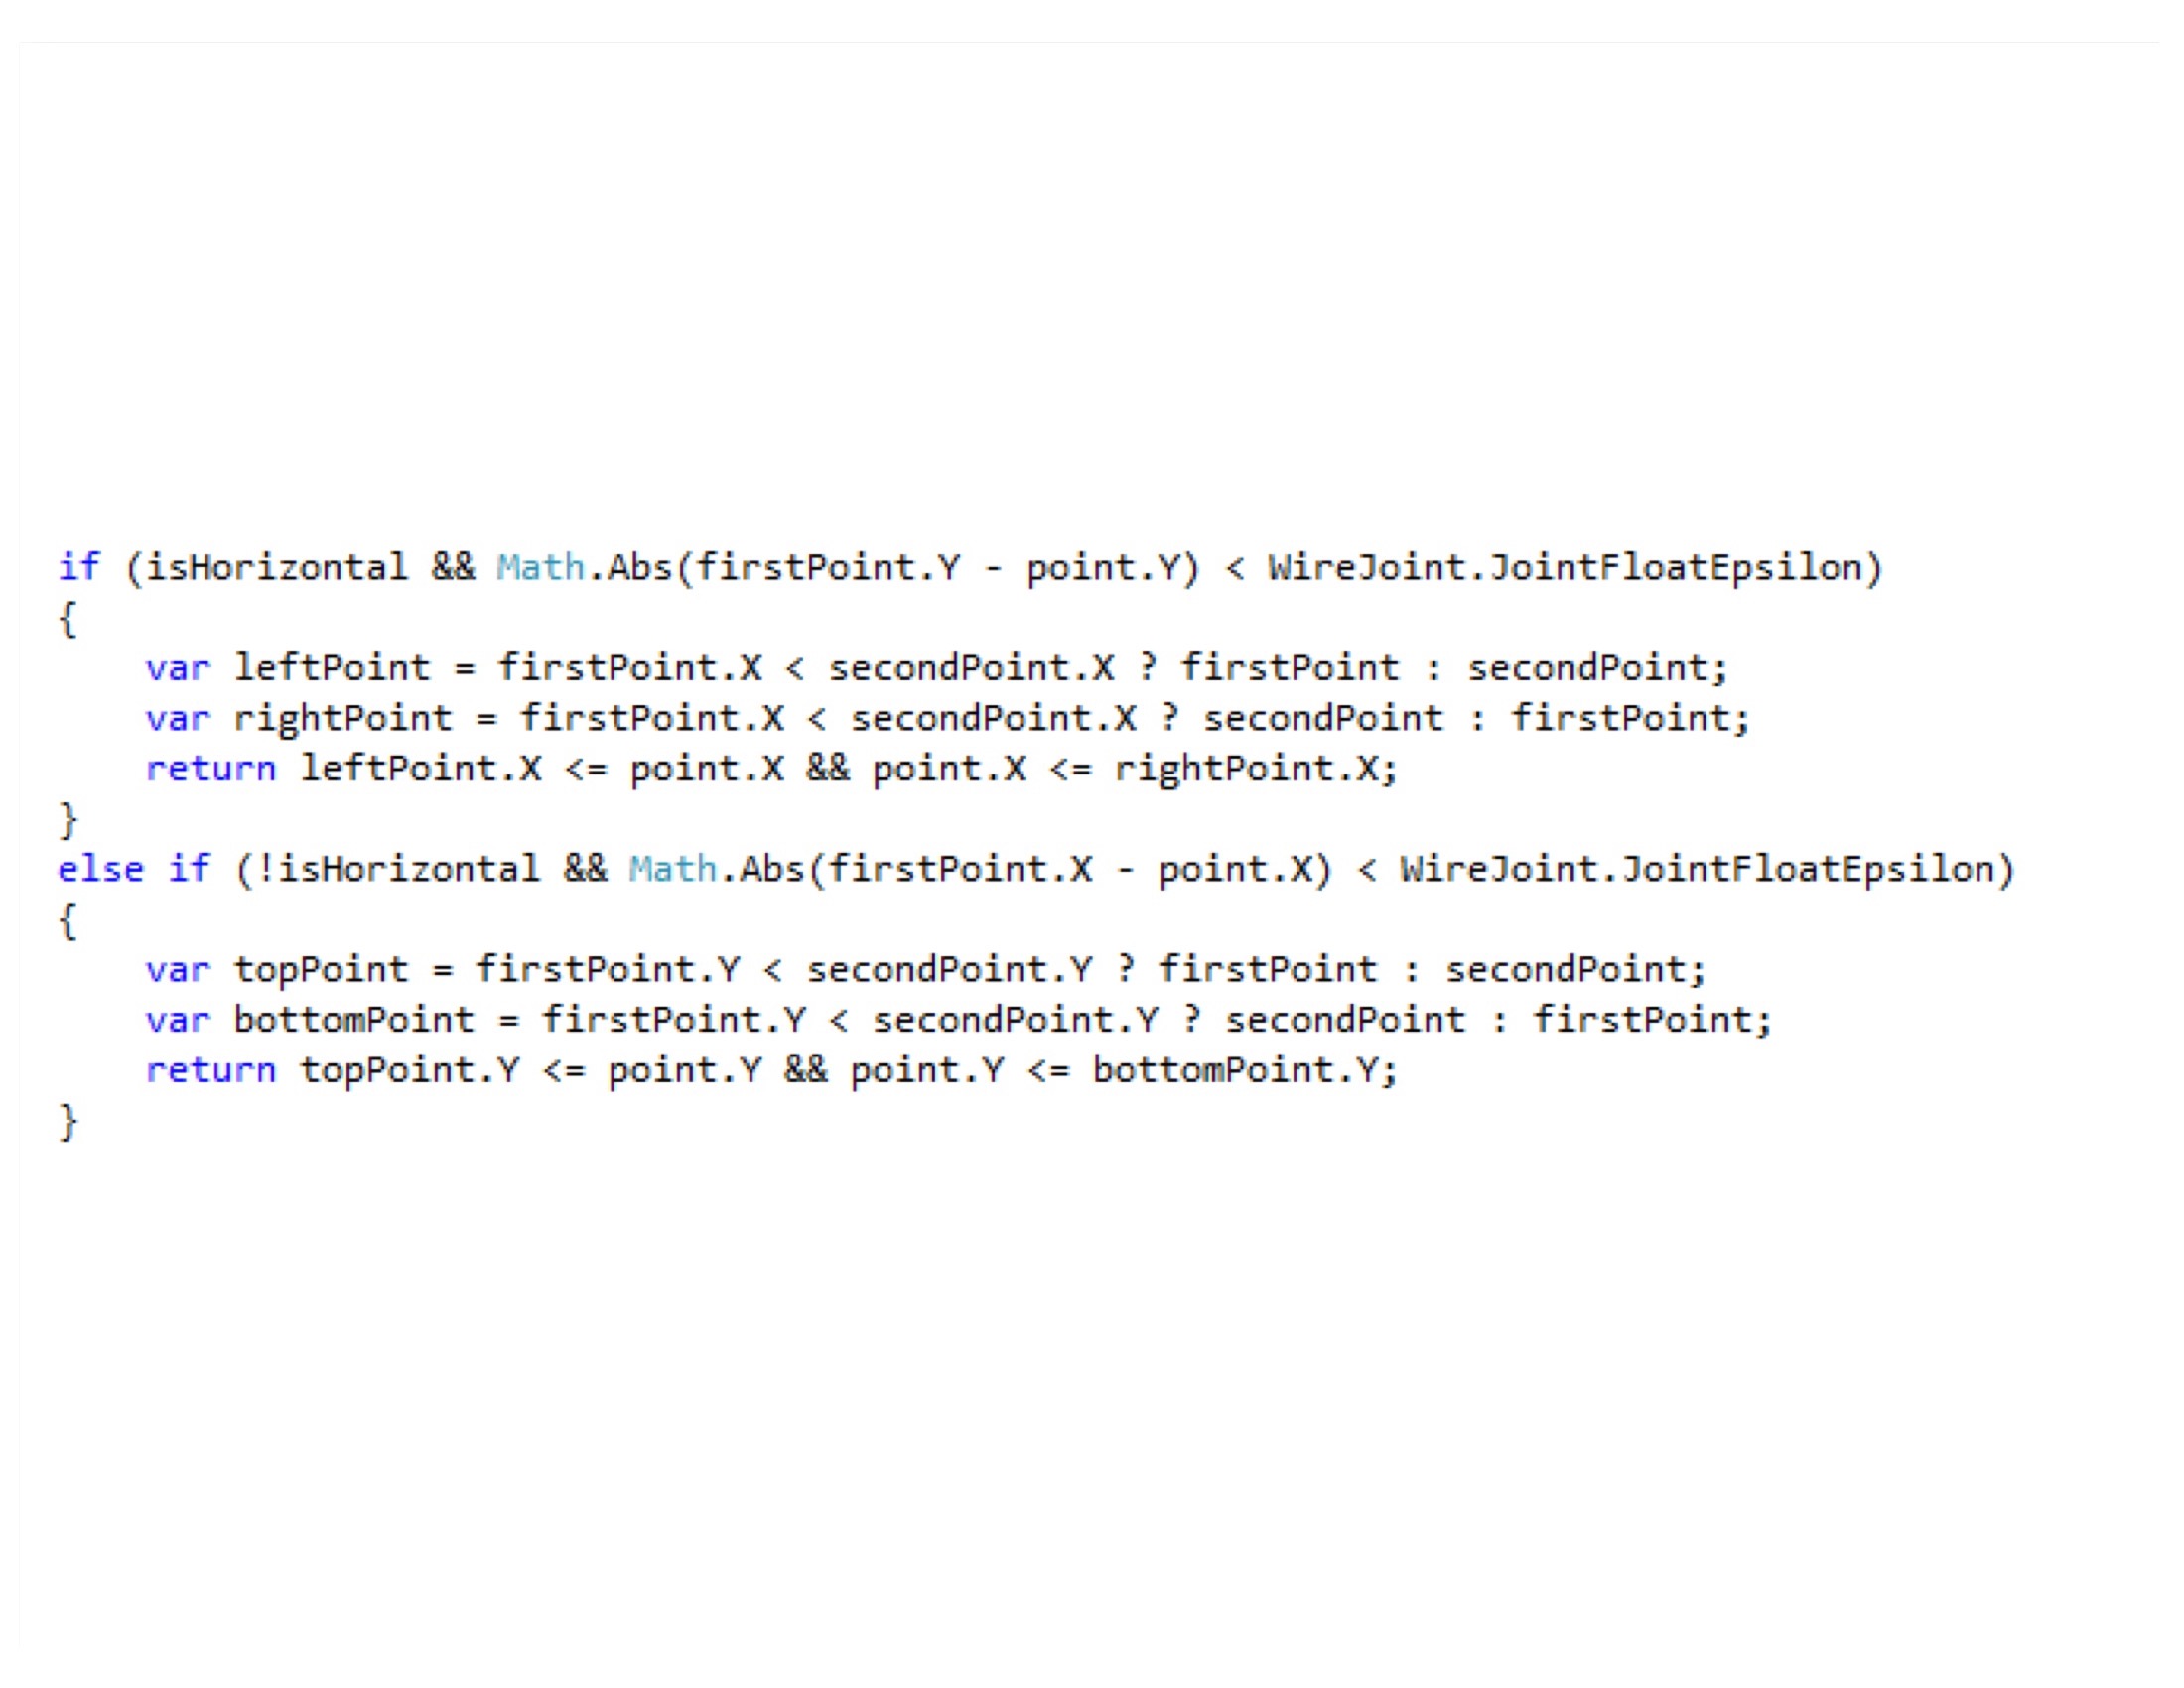 if (isHorizontal && Math.Abs(firstPoint.Y - point.Y) < WireJoint.JointFloatEpsilon)
{
    var leftPoint = firstPoint.X < secondPoint.X ? firstPoint : secondPoint;
    var rightPoint = firstPoint.X < secondPoint.X ? secondPoint : firstPoint;
    return leftPoint.X <= point.X && point.X <= rightPoint.X;
}
else if (!isHorizontal && Math.Abs(firstPoint.X - point.X) < WireJoint.JointFloatEpsilon)
{
    var topPoint = firstPoint.Y < secondPoint.Y ? firstPoint : secondPoint;
    var bottomPoint = firstPoint.Y < secondPoint.Y ? secondPoint : firstPoint;
    return topPoint.Y <= point.Y && point.Y <= bottomPoint.Y;
}